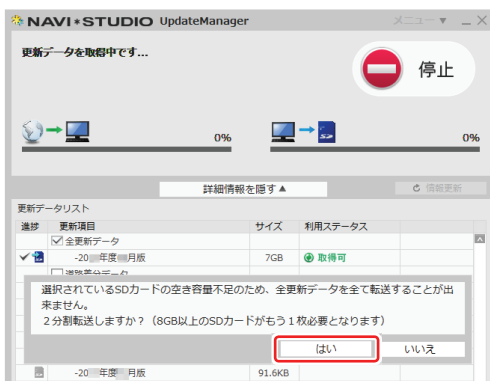 NAVI*STUDIO UpdateManager メニュー ▼ _ ×
更新データを取得中です...
停止
0% 0%
詳細情報を隠す▲ 情報更新
更新データリスト
進捗 更新項目 サイズ 利用ステータス
全更新データ
-20 年度 月版 7GB 取得可
道路差分データ
選択されているSDカードの空き容量不足のため、全更新データを全て転送することが出
来ません。
2分割転送しますか？（8GB以上のSDカードがもう1枚必要となります）
はい いいえ
-20 年度 月版 91.6KB